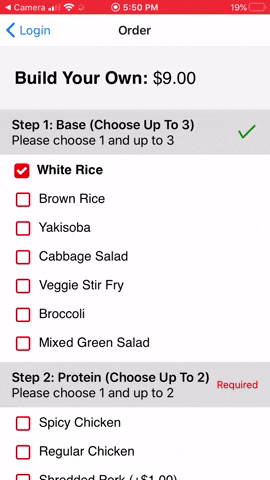 Camera 5:50 PM 19%
Login Order
Build Your Own: $9.00
Step 1: Base (Choose Up To 3)
Please choose 1 and up to 3
White Rice
Brown Rice
Yakisoba
Cabbage Salad
Veggie Stir Fry
Broccoli
Mixed Green Salad
Step 2: Protein (Choose Up To 2) Required
Please choose 1 and up to 2
Spicy Chicken
Regular Chicken
Shredded Pork (+$1.00)